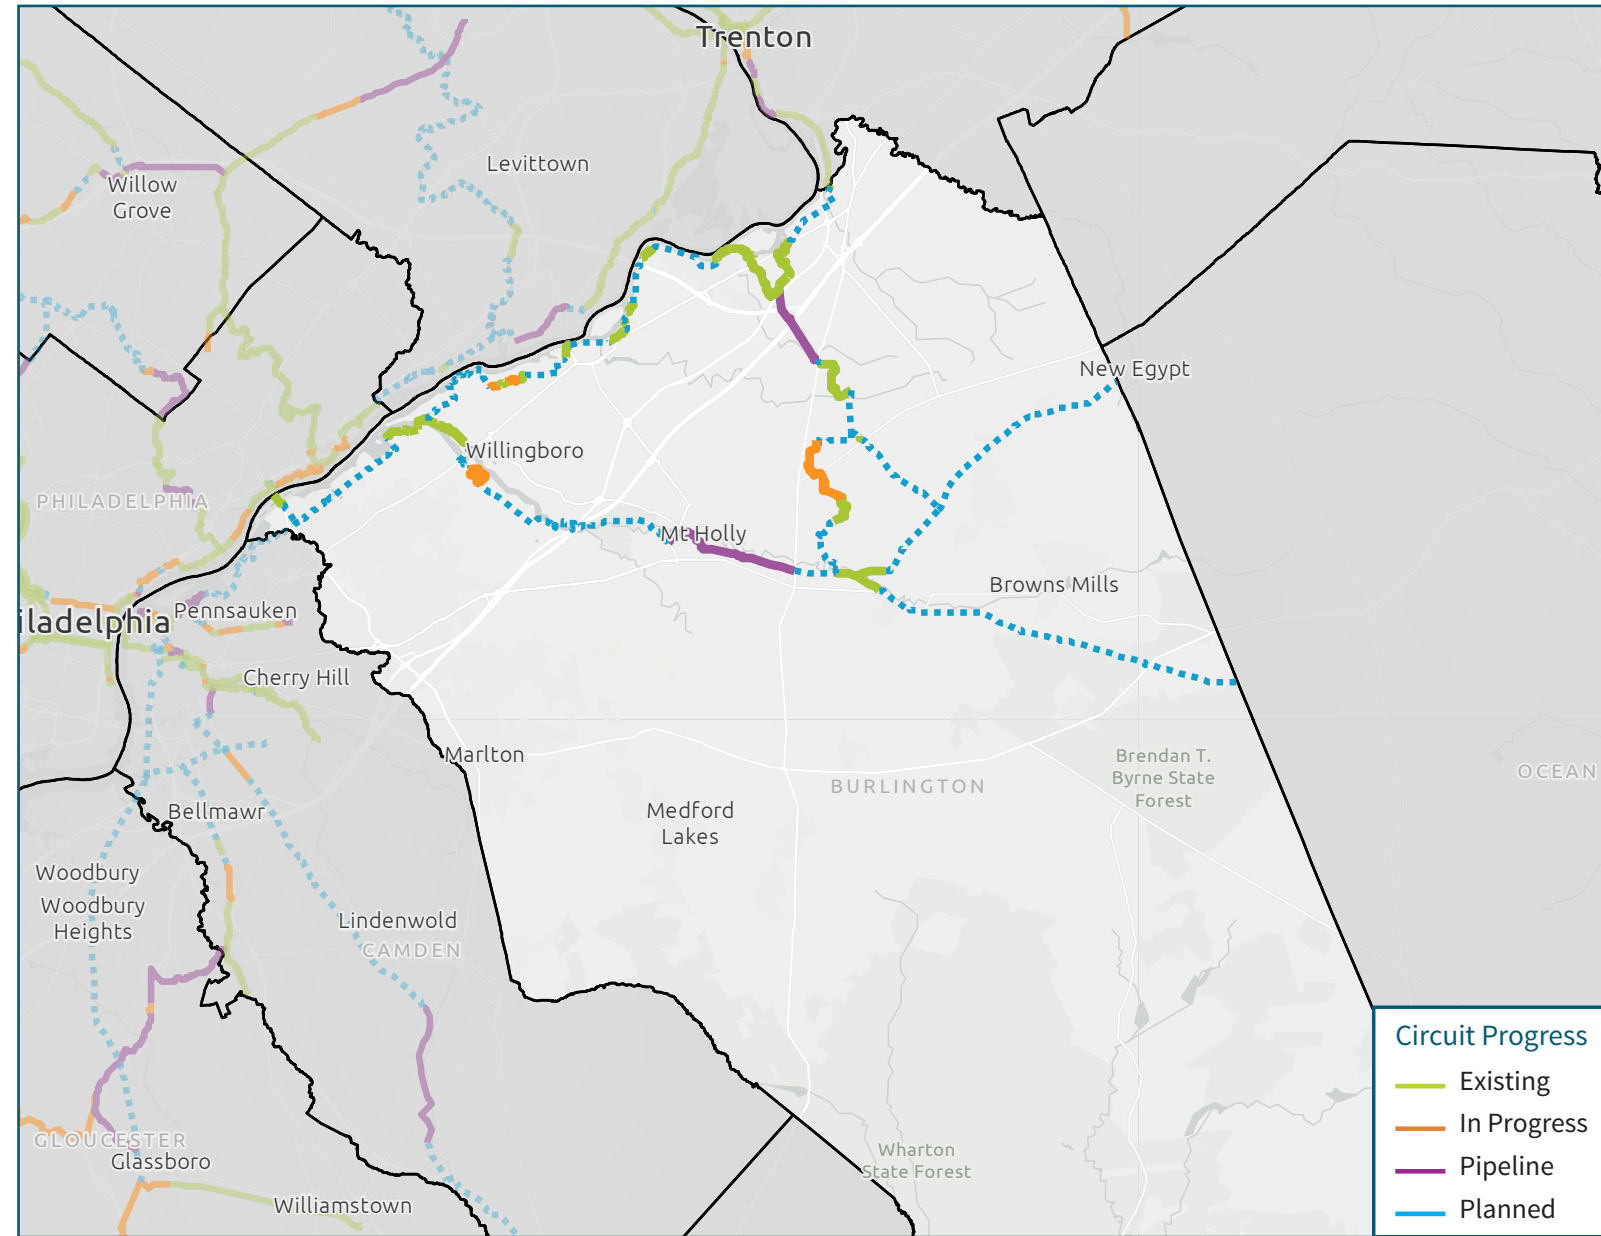 Trenton
Levittown
Willow
Grove
New Egypt
Willingboro
PHILADELPHIA
Mt Holly
Browns Mills
Pennsauken
iladelphia
Cherry Hill
Marlton
Brendan T.
Byrne State
Forest
OCEAN
BURLINGTON
Medford
Lakes
Bellmawr
Woodbury
Woodbury
Heights
Lindenwold
CAMDEN
Circuit Progress
Existing
In Progress
Pipeline
Planned
GLOUCESTER
Glassboro
Wharton
State Forest
Williamstown